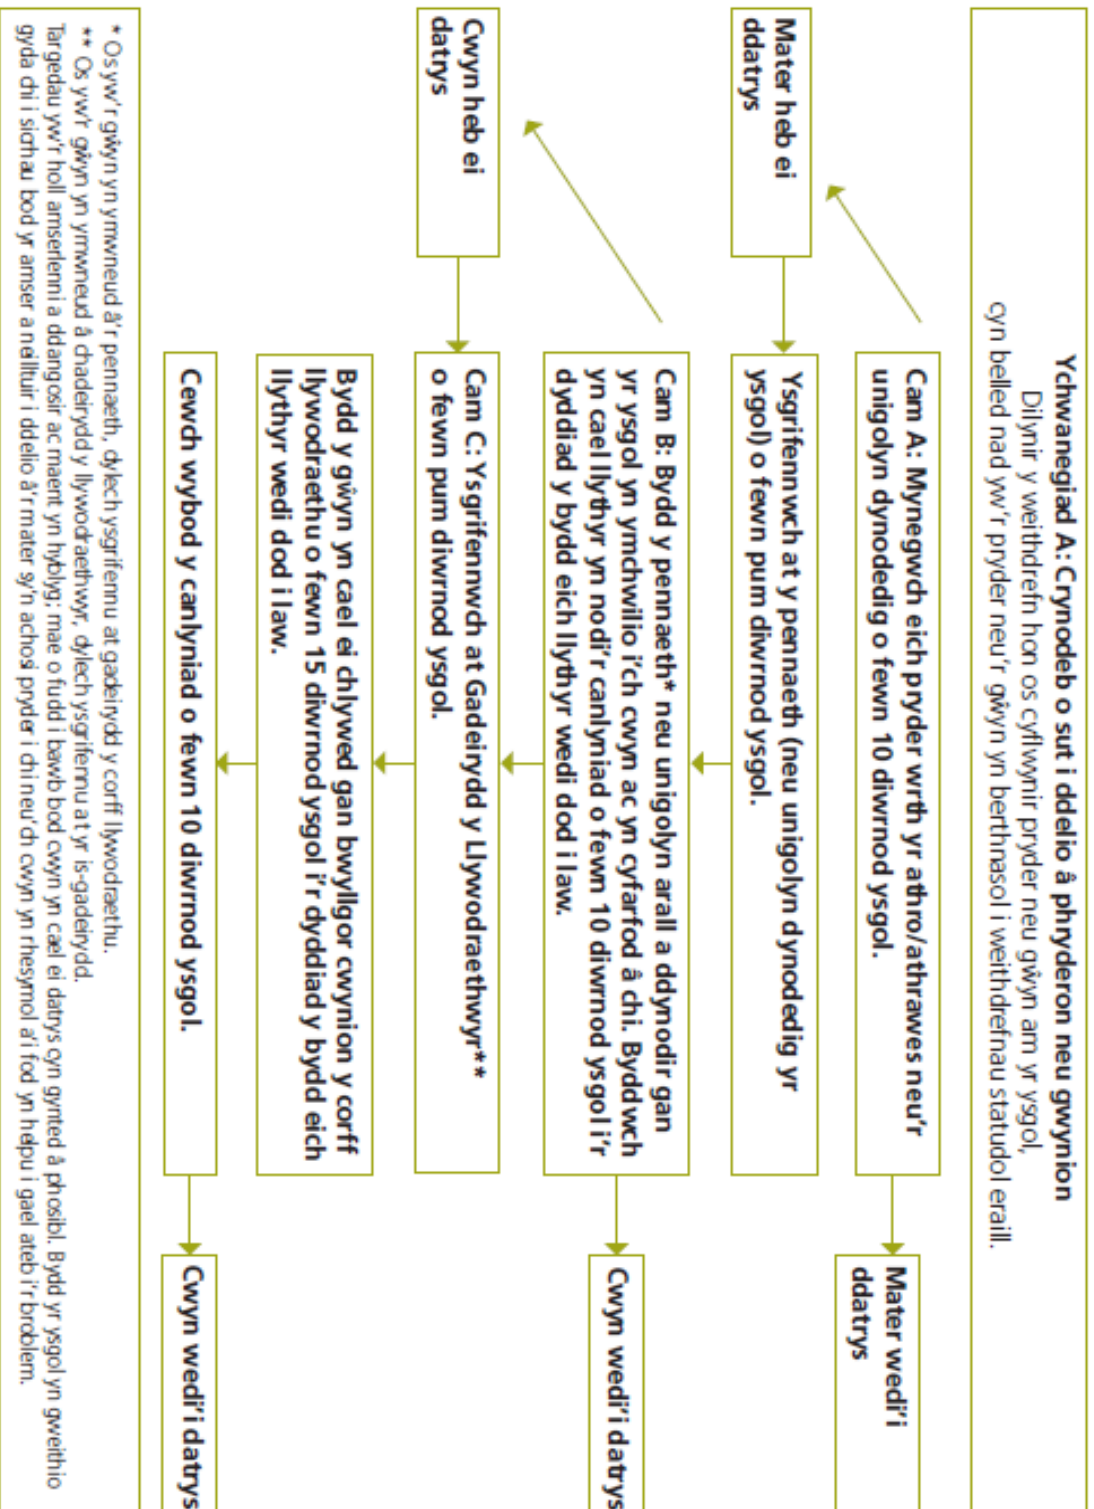 Ychwanegiad A: Crynodeb o sut i ddelio â phryderon neu gwynion
Dilynir y weithdrefn hon os cyflwynir pryder neu gŵyn am yr ysgol,
cyn belled nad yw'r pryder neu'r gŵyn yn berthnasol i weithdrefnau statudol eraill.
Cam A: Mynegwch eich pryder wrth yr athro/athrawes neu'r
unigolyn dynodedig o fewn 10 diwrnod ysgol.
Mater wedi'i
ddatrys
Mater heb ei
ddatrys
Ysgrifennwch at y pennaeth (neu unigolyn dynodedig yr
ysgol) o fewn pum diwrnod ysgol.
Cam B: Bydd y pennaeth* neu unigolyn arall a ddynodir gan
yr ysgol yn ymchwilio i'ch cwyn ac yn cyfarfod â chi. Byddwch
yn cael llythyr yn nodi'r canlyniad o fewn 10 diwrnod ysgol i'r
dyddiad y bydd eich llythyr wedi dod i law.
Cwyn wedi'i datrys
Cwyn heb ei
datrys
Cam C: Ysgrifennwch at Gadeirydd y Llywodraethwyr**
o fewn pum diwrnod ysgol.
Bydd y gŵyn yn cael ei chlywed gan bwyllgor cwynion y corff
llywodraethu o fewn 15 diwrnod ysgol i'r dyddiad y bydd eich
llythyr wedi dod i law.
Cewch wybod y canlyniad o fewn 10 diwrnod ysgol.
Cwyn wedi'i datrys
* Os yw'r gŵyn yn ymwneud â'r pennaeth, dylech ysgrifennu at gadeirydd y corff llywodraethu.
** Os yw'r gŵyn yn ymwneud â chadeirydd y llywodraethwyr, dylech ysgrifennu at yr is-gadeirydd.
Targedau yw'r holl amserlenni a ddangosir ac maent yn hyblyg; mae o fudd i bawb bod cwyn yn cael ei datrys cyn gynted â phosibl. Bydd yr ysgol yn gweithio
gyda chi i sicrhau bod yr amser a neilltuir i ddelio â'r mater sy'n achosi pryder i chi neu'ch cwyn yn rhesymol a'i fod yn helpu i gael ateb i'r broblem.